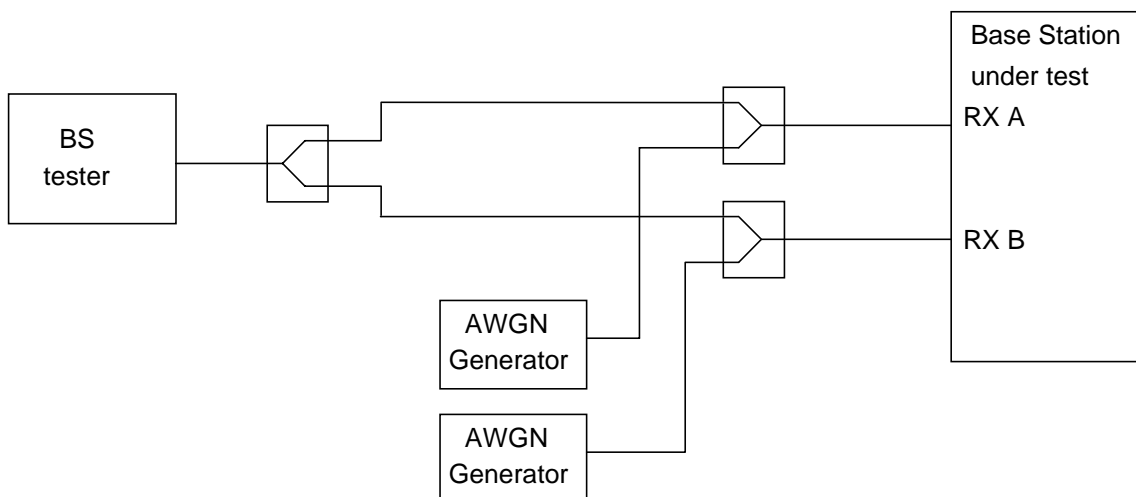 BS
tester
Base Station
under test
RX A
RX B
AWGN
Generator
AWGN
Generator